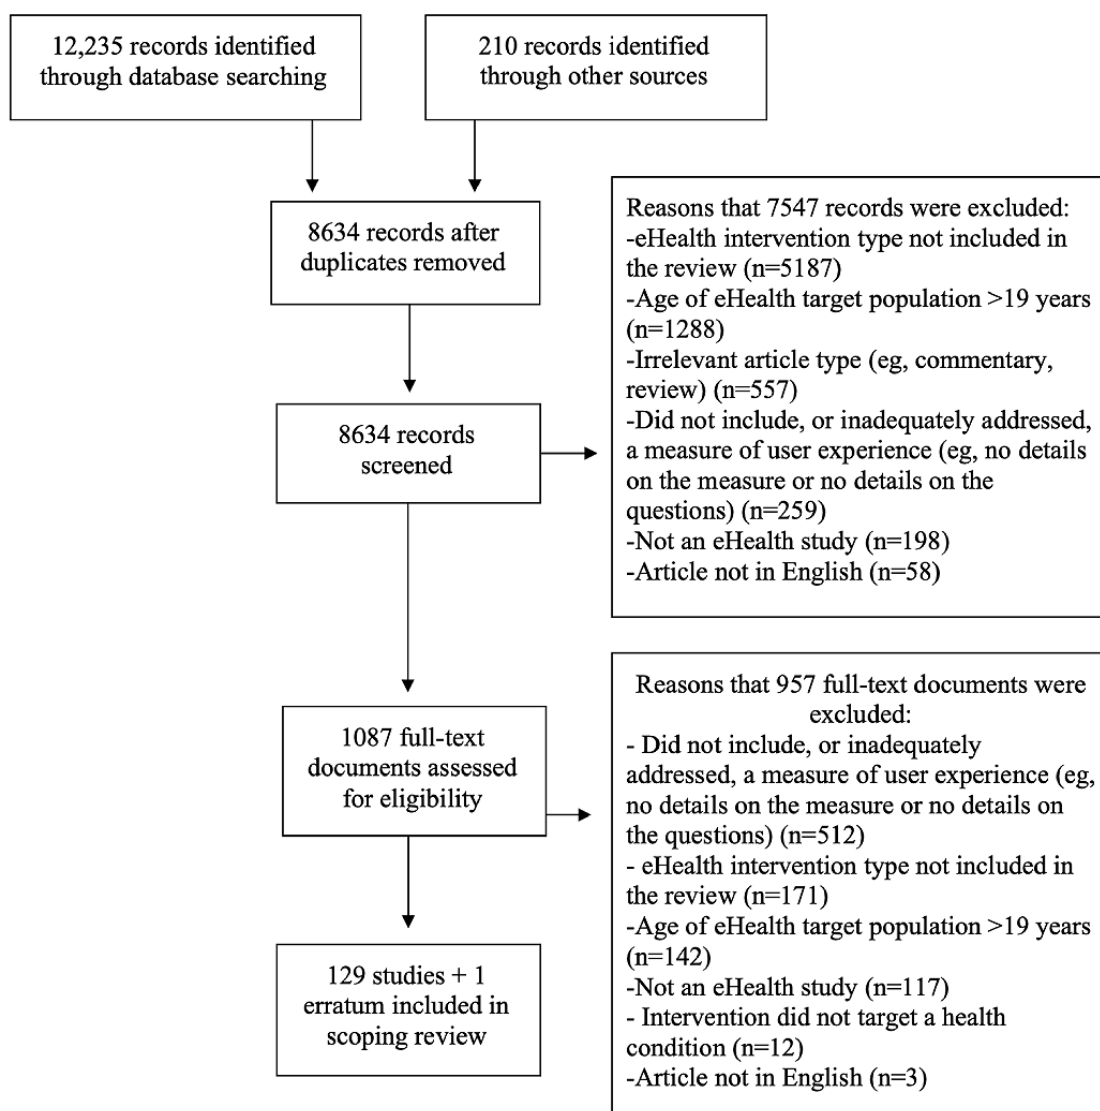 12,235 records identified
through database searching
210 records identified
through other sources
8634 records after
duplicates removed
Reasons that 7547 records were excluded:
-eHealth intervention type not included in
the review (n=5187)
-Age of eHealth target population >19 years
(n=1288)
-Irrelevant article type (eg, commentary,
review) (n=557)
-Did not include, or inadequately addressed,
a measure of user experience (eg, no details
on the measure or no details on the
questions) (n=259)
-Not an eHealth study (n=198)
-Article not in English (n=58)
8634 records
screened
1087 full-text
documents assessed
for eligibility
Reasons that 957 full-text documents were
excluded:
- Did not include, or inadequately
addressed, a measure of user experience (eg,
no details on the measure or no details on
the questions) (n=512)
- eHealth intervention type not included in
the review (n=171)
-Age of eHealth target population >19 years
(n=142)
-Not an eHealth study (n=117)
- Intervention did not target a health
condition (n=12)
-Article not in English (n=3)
129 studies + 1
erratum included in
scoping review